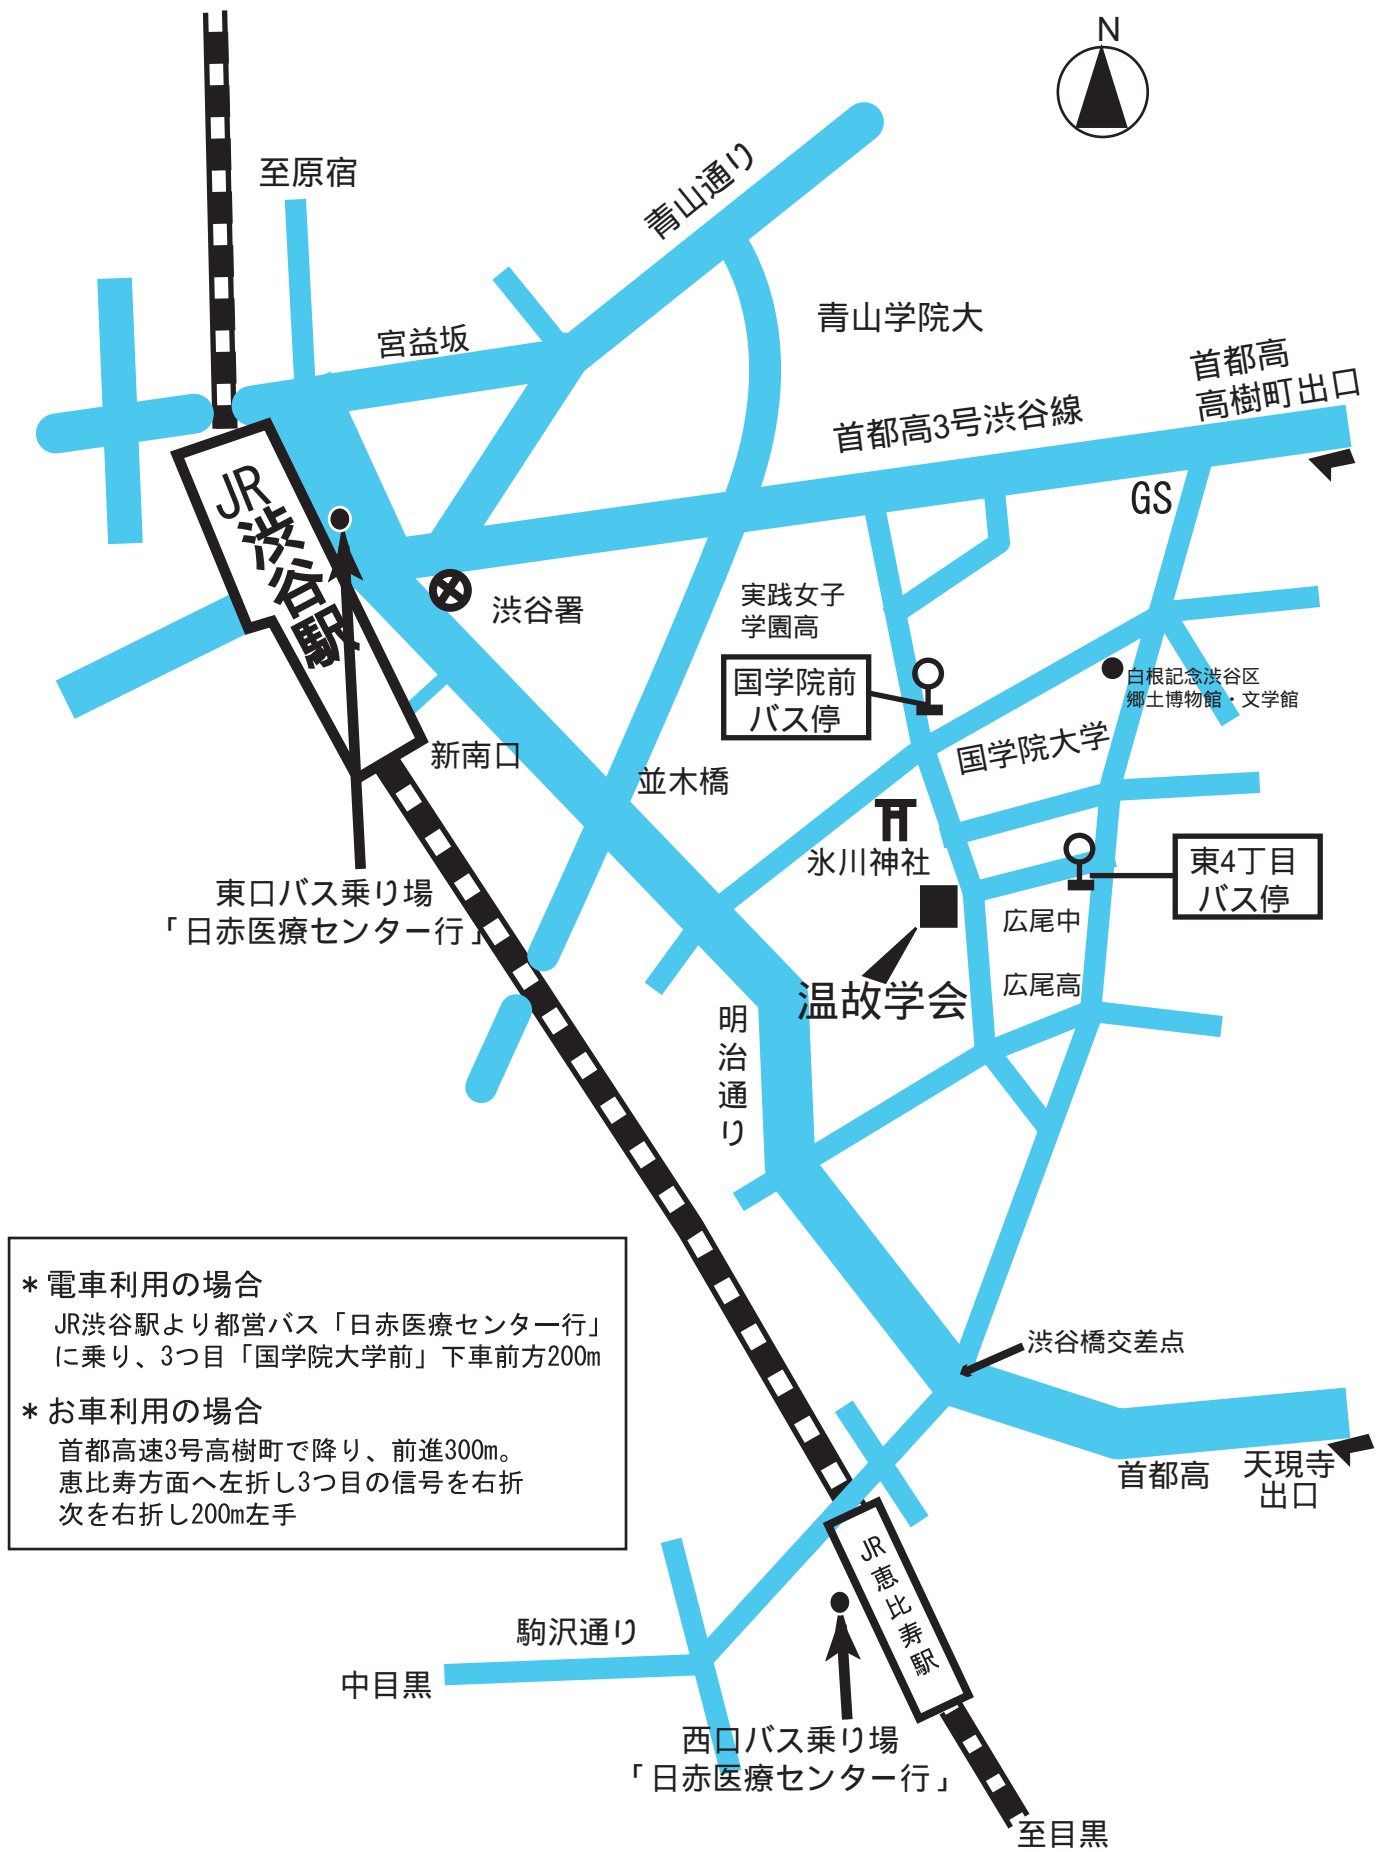 N
至原宿
青山通り
宮益坂
青山学院大
首都高
高樹町出口
首都高3号渋谷線
GS
JR
渋谷駅
渋谷署
実践女子
学園高
国学院前
バス停
白根記念渋谷区
郷土博物館・文学館
国学院大学
新南口
並木橋
氷川神社
東4丁目
バス停
東口バス乗り場
「日赤医療センター行」
広尾中
広尾高
温故学会
明治通り
*電車利用の場合
JR渋谷駅より都営バス「日赤医療センター行」
に乗り、3つ目「国学院大学前」下車前方200m
*お車利用の場合
首都高速3号高樹町で降り、前進300m。
恵比寿方面へ左折し3つ目の信号を右折
次を右折し200m左手
渋谷橋交差点
首都高
天現寺
出口
JR恵比寿駅
駒沢通り
中目黒
西口バス乗り場
「日赤医療センター行」
至目黒